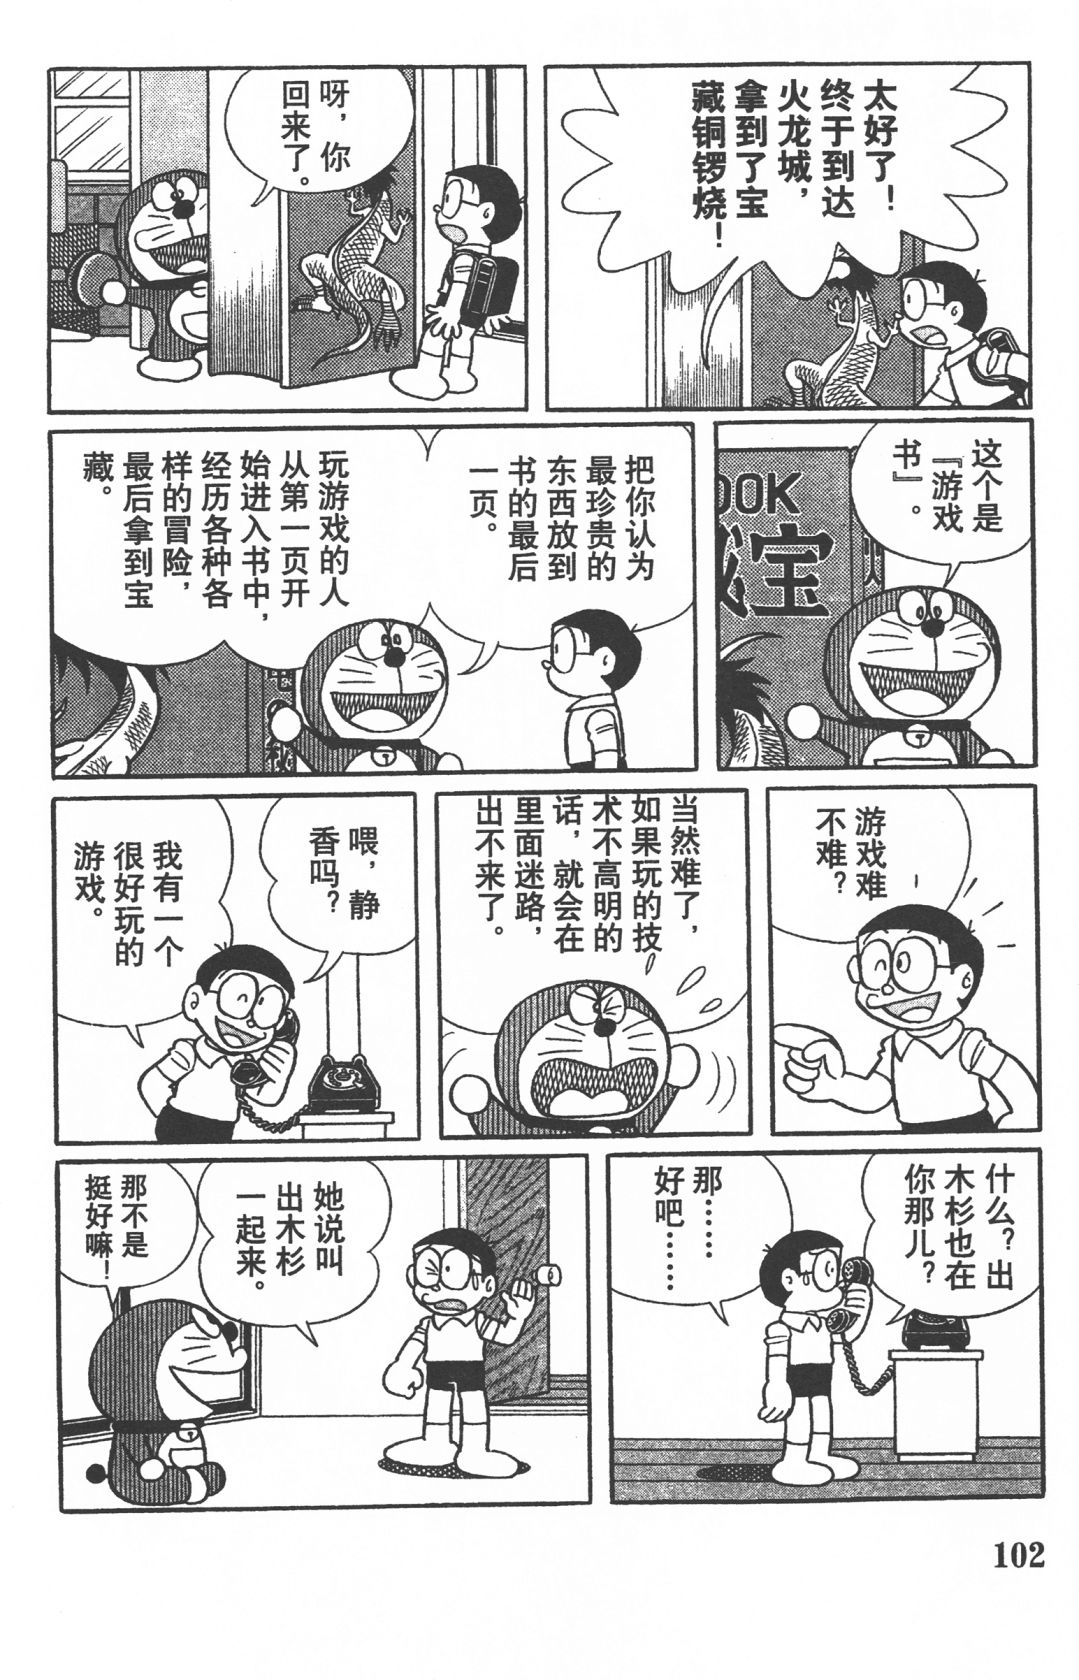 太好了！
终于到达
火龙城，
拿到了宝
藏铜锣烧！
呀，你
回来了。
这个是
『游戏
书』。
OOK
宝
火
把你认为
最珍贵的
东西放到
书的最后
一页。
玩游戏的人
从第一页开
始进入书中，
经历各种各
样的冒险，
最后拿到宝
藏。
游戏难
不难？
当然难了，
如果玩的技
术不高明的
话，就会在
里面迷路，
出不来了。
喂，静
香吗？
我有一个
很好玩的
游戏。
什么？出
木杉也在
你那儿？
那……
好吧……
她说叫
出木杉
一起来。
那不是
挺好嘛！
102